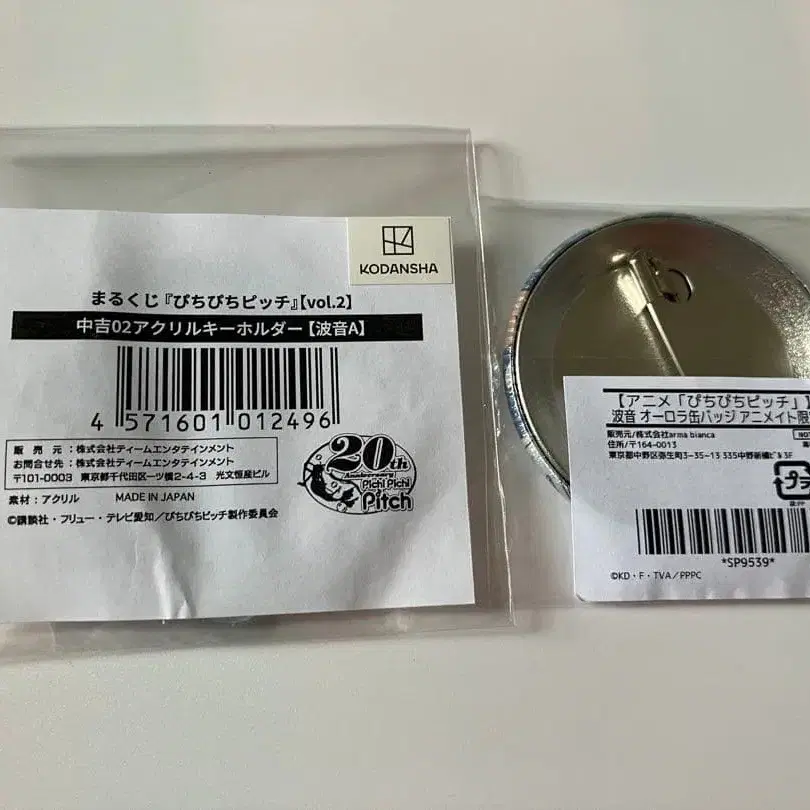 KODANSHA
まるくじ『ぴちぴちピッチ』【vol.2】
中吉02アクリルキーホルダー【波音A】
4 571601 012496
販 売 元 : 株式会社ティームエンタテインメント
お問合せ先 : 株式会社ティームエンタテインメント
〒101-0003 東京都千代田区一ツ橋2-4-3 光文恒産ビル
素材 : アクリル MADE IN JAPAN
©講談社・フリュー・テレビ愛知/ぴちぴちピッチ製作委員会
20th
Anniversary
Pichi Pichi
Pitch
【アニメ「ぴちぴちピッチ」】
波音 オーロラ缶バッジ アニメイト限
販売元/株式会社arma bianca
住所/〒164-0013
東京都中野区弥生町3-35-13 335中野新橋ビル3F
プラ
*SP9539*
©KD・F・TVA/PPPC